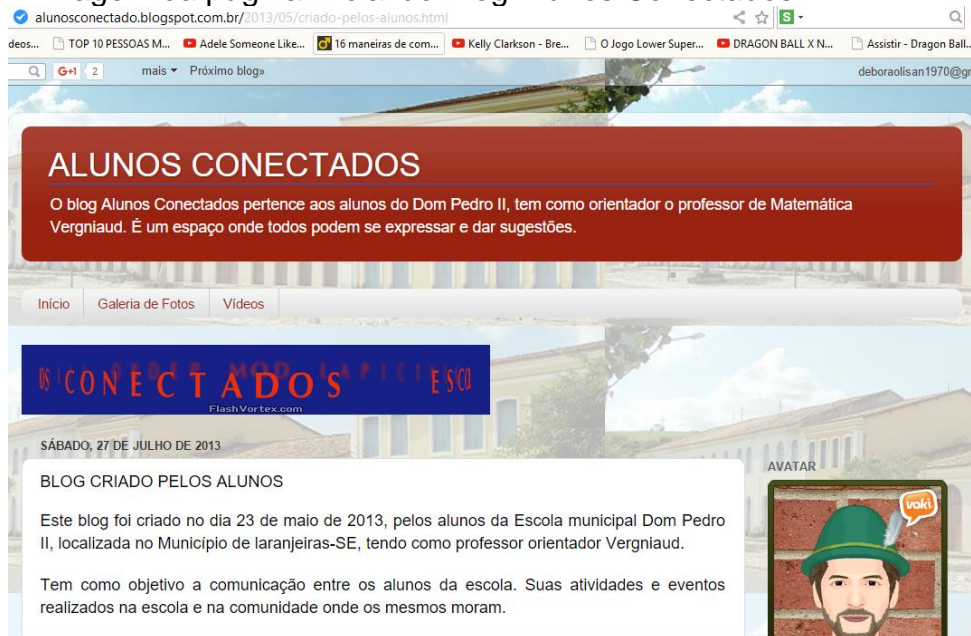 alunosconectado.blogspot.com.br/2013/05/criado-pelos-alunos.html
deos... TOP 10 PESSOAS M... Adele Someone Like... 16 maneiras de com... Kelly Clarkson - Bre... O Jogo Lower Super... DRAGON BALL X N... Assistir - Dragon Ball...
G+1 2 mais Próximo blog» deboraolisan1970@gr
ALUNOS CONECTADOS
O blog Alunos Conectados pertence aos alunos do Dom Pedro II, tem como orientador o professor de Matemática
Vergniaud. É um espaço onde todos podem se expressar e dar sugestões.
Início Galeria de Fotos Vídeos
OS CONECTADOS
FlashVortex.com
SÁBADO, 27 DE JULHO DE 2013
AVATAR
BLOG CRIADO PELOS ALUNOS
voki
Este blog foi criado no dia 23 de maio de 2013, pelos alunos da Escola municipal Dom Pedro
II, localizada no Município de laranjeiras-SE, tendo como professor orientador Vergniaud.
Tem como objetivo a comunicação entre os alunos da escola. Suas atividades e eventos
realizados na escola e na comunidade onde os mesmos moram.